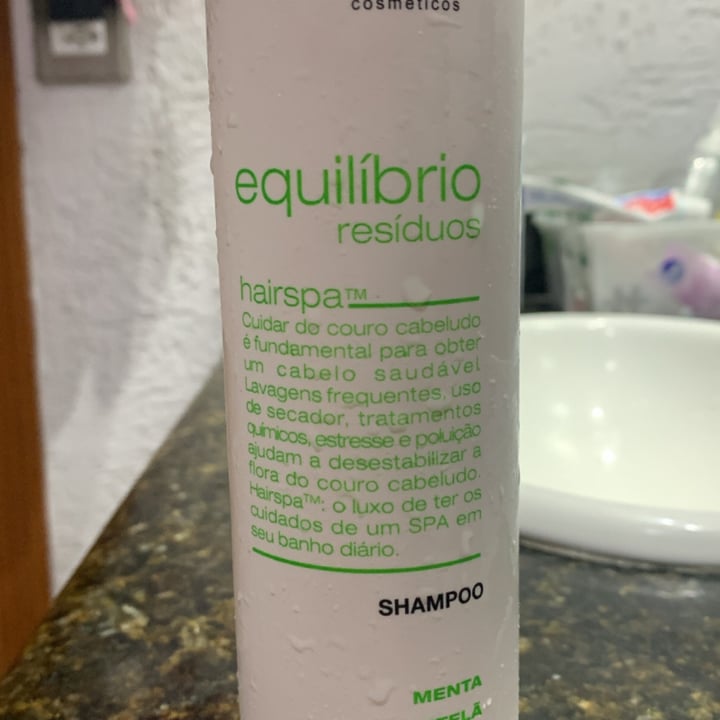 cosméticos
equilíbrio
resíduos
hairspa™
Cuidar do couro cabeludo
é fundamental para obter
um cabelo saudável
Lavagens frequentes, uso
de secador, tratamentos
químicos, estresse e poluição
ajudam a desestabilizar a
flora do couro cabeludo.
Hairspa™: o luxo de ter os
cuidados de um SPA em
seu banho diário.
SHAMPOO
MENTA